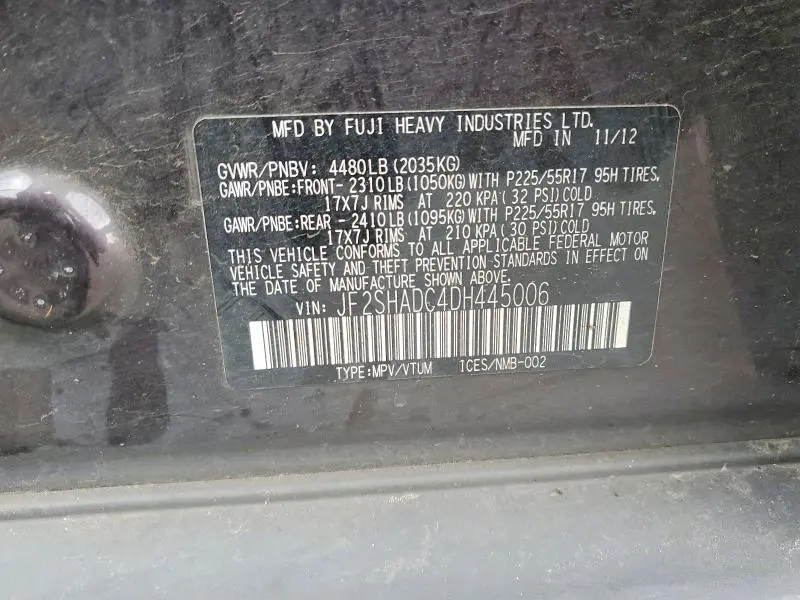 MFD BY FUJI HEAVY INDUSTRIES LTD.
MFD IN 11/12
GVWR/PNBV: 4480LB(2035KG)
GAWR/PNBE:FRONT-2310LB(1050KG)WITH P225/55R17 95H TIRES,
17X7J RIMS AT 220 KPA(32 PSI)COLD
GAWR/PNBE:REAR -2410LB(1095KG)WITH P225/55R17 95H TIRES,
17X7J RIMS AT 210 KPA(30 PSI)COLD
THIS VEHICLE CONFORMS TO ALL APPLICABLE FEDERAL MOTOR
VEHICLE SAFETY AND THEFT PREVENTION STANDARDS IN EFFECT ON
THE DATE OF MANUFACTURE SHOWN ABOVE.
VIN: JF2SHADC4DH445006
TYPE:MPV/VTUM ICES/NMB-002